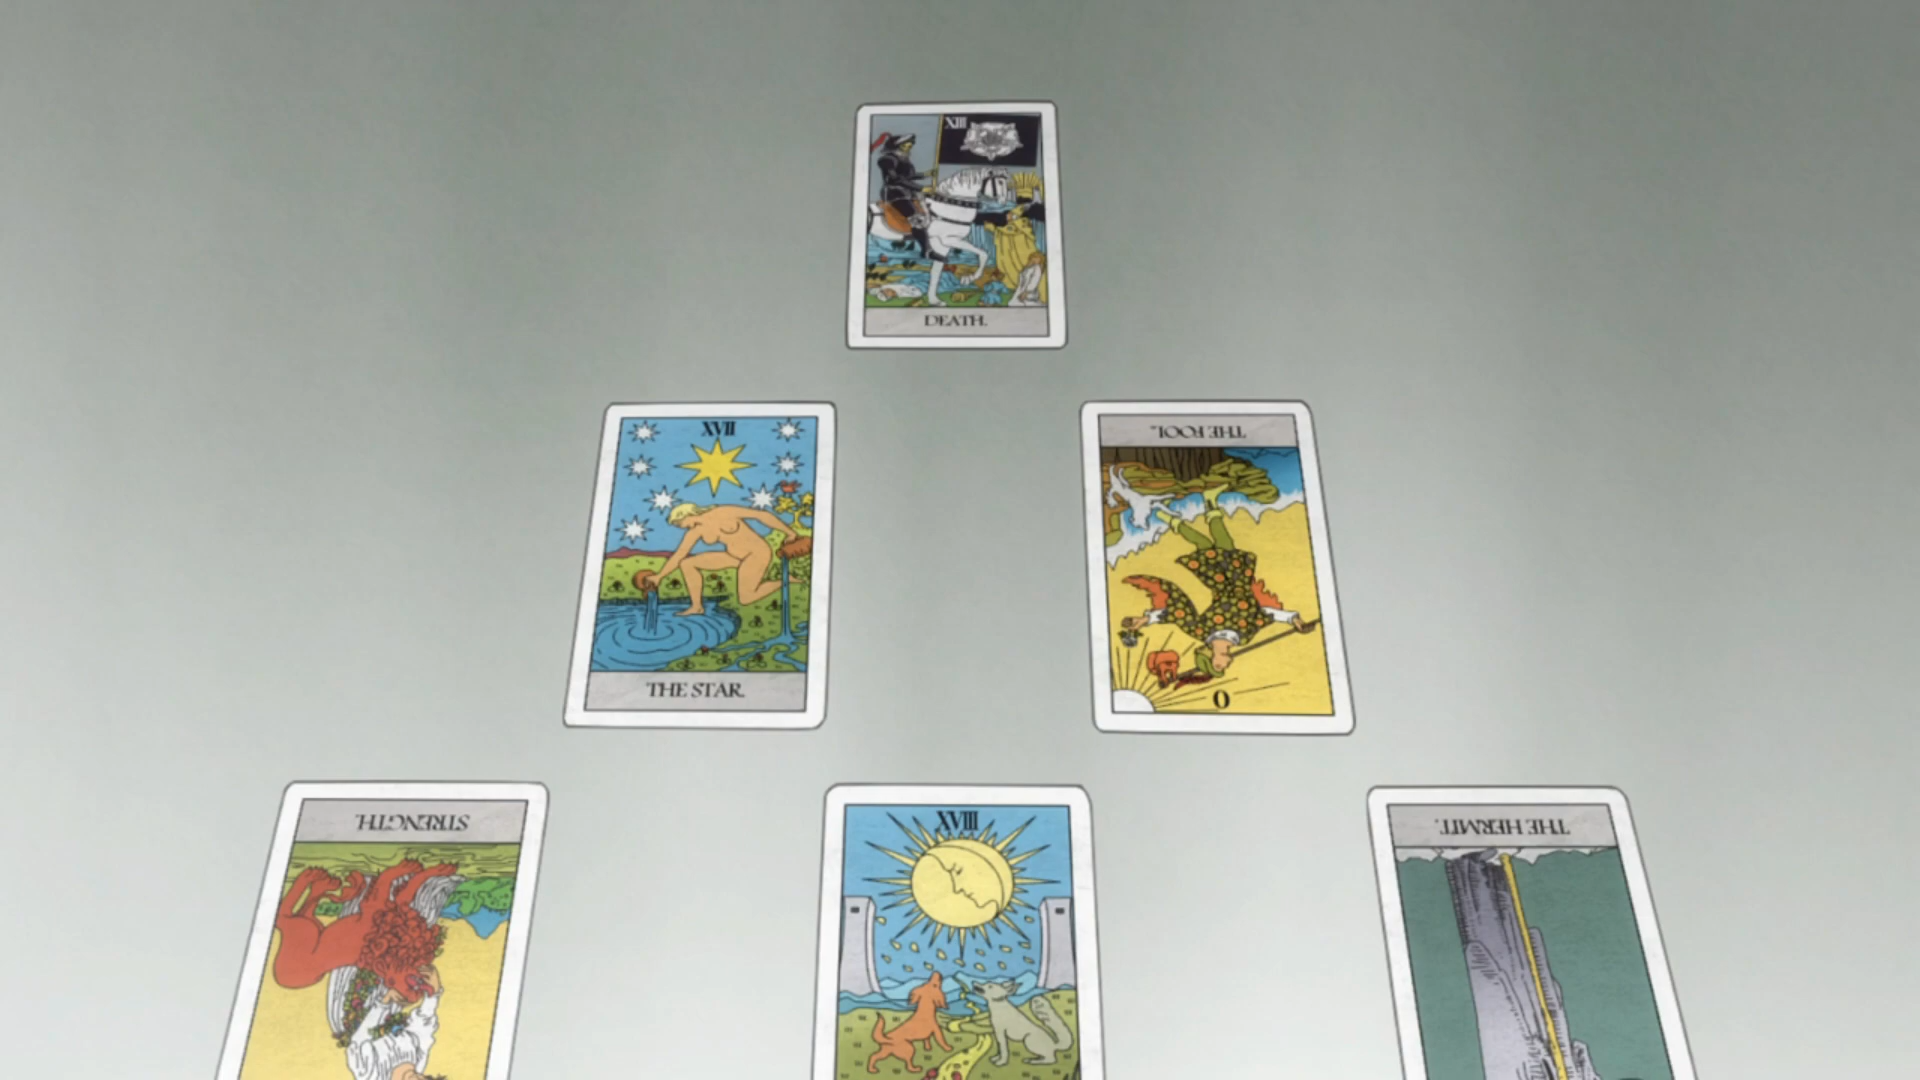 XIII
DEATH.
XVII
THE STAR.
THE FOOL.
0
STRENGTH.
XVIII
THE HERMIT.